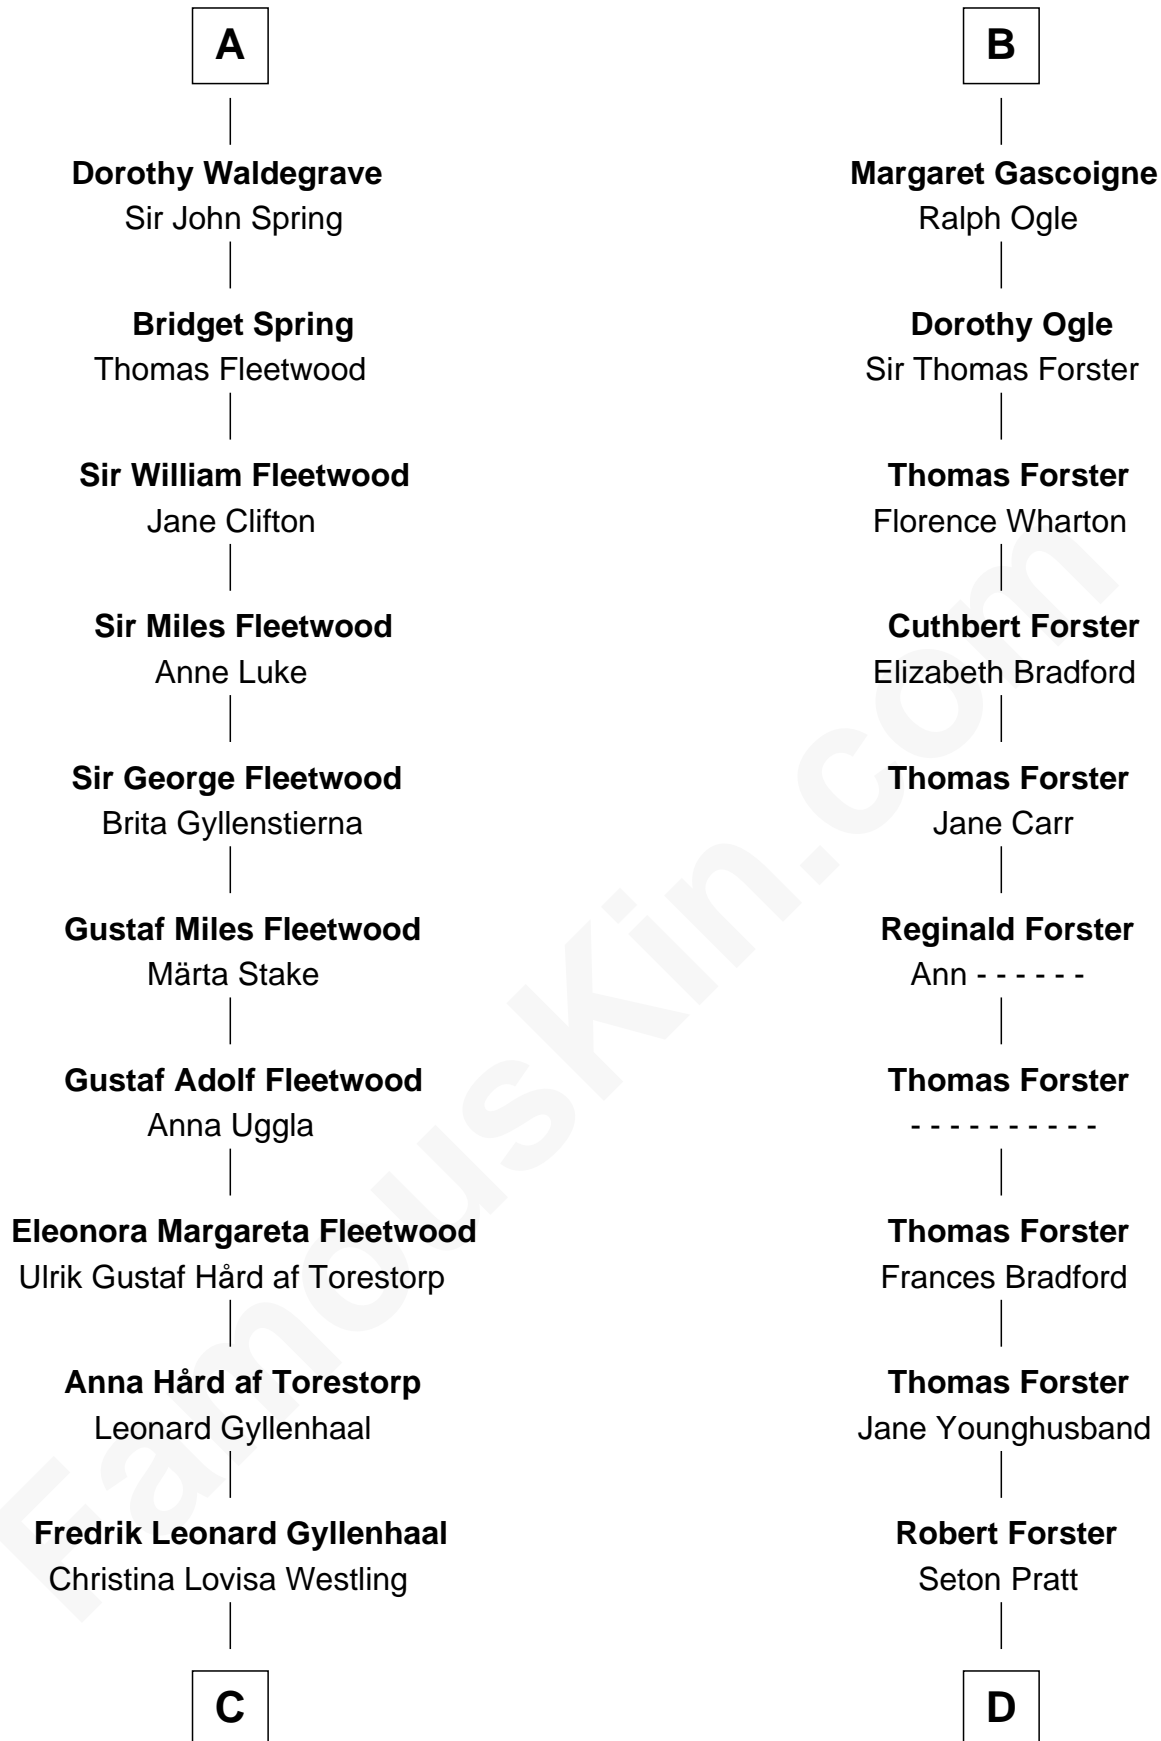 A
Dorothy Waldegrave
Sir John Spring
Bridget Spring
Thomas Fleetwood
Sir William Fleetwood
Jane Clifton
Sir Miles Fleetwood
Anne Luke
Sir George Fleetwood
Brita Gyllenstierna
Gustaf Miles Fleetwood
Märta Stake
Gustaf Adolf Fleetwood
Anna Uggla
Eleonora Margareta Fleetwood
Ulrik Gustaf Hård af Torestorp
Anna Hård af Torestorp
Leonard Gyllenhaal
Fredrik Leonard Gyllenhaal
Christina Lovisa Westling
C
B
Margaret Gascoigne
Ralph Ogle
Dorothy Ogle
Sir Thomas Forster
Thomas Forster
Florence Wharton
Cuthbert Forster
Elizabeth Bradford
Thomas Forster
Jane Carr
Reginald Forster
Ann - - - - - -
Thomas Forster
- - - - - - - - - -
Thomas Forster
Frances Bradford
Thomas Forster
Jane Younghusband
Robert Forster
Seton Pratt
D
FamousKin.com